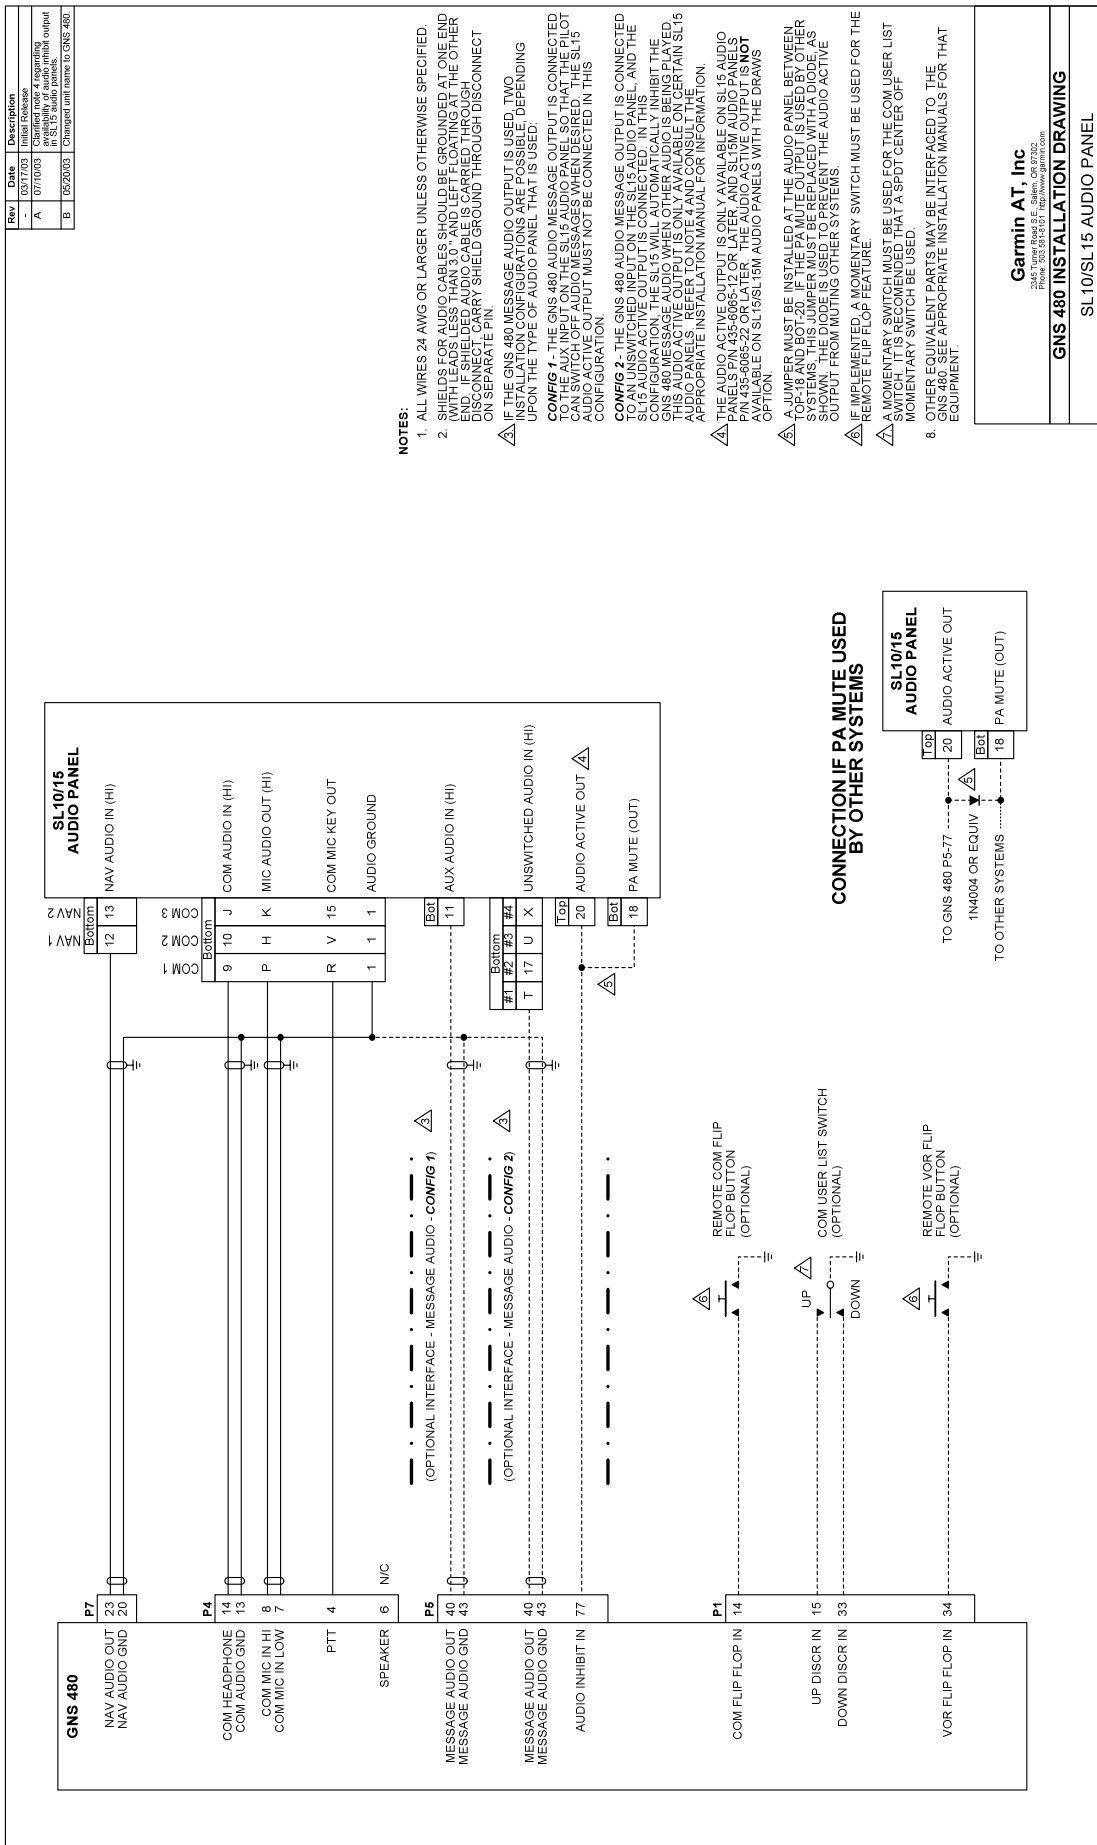 Rev Date Description
- 03/17/03 Initial Release
A 07/10/03 Clarified note 4 regarding
availability of audio inhibit output
in SL15 audio panels.
B 05/20/03 Changed unit name to GNS 480.
GNS 480
P7
NAV AUDIO OUT 23
NAV AUDIO GND 20
P4
COM HEADPHONE 14
COM AUDIO GND 13
COM MIC IN HI 8
COM MIC IN LOW 7
PTT 4
SPEAKER 6 N/C
P5
MESSAGE AUDIO OUT 40
MESSAGE AUDIO GND 43
MESSAGE AUDIO OUT 40
MESSAGE AUDIO GND 43
AUDIO INHIBIT IN 77
P1
COM FLIP FLOP IN 14
UP DISCR IN 15
DOWN DISCR IN 33
VOR FLIP FLOP IN 34
(OPTIONAL INTERFACE - MESSAGE AUDIO - CONFIG 1) 3
(OPTIONAL INTERFACE - MESSAGE AUDIO - CONFIG 2) 3
6
REMOTE COM FLIP
FLOP BUTTON
(OPTIONAL)
UP 7
DOWN
COM USER LIST SWITCH
(OPTIONAL)
6
REMOTE VOR FLIP
FLOP BUTTON
(OPTIONAL)
SL10/15
AUDIO PANEL
NAV 1 NAV 2
Bottom
12 13 NAV AUDIO IN (HI)
COM 1 COM 2 COM 3
Bottom
9 10 J COM AUDIO IN (HI)
P H K MIC AUDIO OUT (HI)
R V 15 COM MIC KEY OUT
1 1 1 AUDIO GROUND
Bot
11 AUX AUDIO IN (HI)
Bottom
#1 #2 #3 #4
T 17 U X UNSWITCHED AUDIO IN (HI)
Top
20 AUDIO ACTIVE OUT 4
Bot
18 PA MUTE (OUT)
5
CONNECTION IF PA MUTE USED
BY OTHER SYSTEMS
SL10/15
AUDIO PANEL
Top
TO GNS 480 P5-77 20 AUDIO ACTIVE OUT
1N4004 OR EQUIV 5
Bot
TO OTHER SYSTEMS 18 PA MUTE (OUT)
NOTES:
1. ALL WIRES 24 AWG OR LARGER UNLESS OTHERWISE SPECIFIED.
2. SHIELDS FOR AUDIO CABLES SHOULD BE GROUNDED AT ONE END
(WITH LEADS LESS THAN 3.0 " AND LEFT FLOATING AT THE OTHER
END. IF SHIELDED AUDIO CABLE IS CARRIED THROUGH
DISCONNECT, CARRY SHIELD GROUND THROUGH DISCONNECT
ON SEPARATE PIN.
3. IF THE GNS 480 MESSAGE AUDIO OUTPUT IS USED, TWO
INSTALLATION CONFIGURATIONS ARE POSSIBLE, DEPENDING
UPON THE TYPE OF AUDIO PANEL THAT IS USED:
CONFIG 1 - THE GNS 480 AUDIO MESSAGE OUTPUT IS CONNECTED
TO THE AUX INPUT ON THE SL15 AUDIO PANEL SO THAT THE PILOT
CAN SWITCH OFF AUDIO MESSAGES WHEN DESIRED. THE SL15
AUDIO ACTIVE OUTPUT MUST NOT BE CONNECTED IN THIS
CONFIGURATION.
CONFIG 2 - THE GNS 480 AUDIO MESSAGE OUTPUT IS CONNECTED
TO AN UNSWITCHED INPUT ON THE SL15 AUDIO PANEL, AND THE
SL15 AUDIO ACTIVE OUTPUT IS CONNECTED. IN THIS
CONFIGURATION, THE SL15 WILL AUTOMATICALLY INHIBIT THE
GNS 480 MESSAGE AUDIO WHEN OTHER AUDIO IS BEING PLAYED.
THIS AUDIO ACTIVE OUTPUT IS ONLY AVAILABLE ON CERTAIN SL15
AUDIO PANELS. REFER TO NOTE 4 AND CONSULT THE
APPROPRIATE INSTALLATION MANUAL FOR INFORMATION.
4. THE AUDIO ACTIVE OUTPUT IS ONLY AVAILABLE ON SL15 AUDIO
PANELS P/N 435-6065-12 OR LATER, AND SL15M AUDIO PANELS
P/N 435-6065-22 OR LATER. THE AUDIO ACTIVE OUTPUT IS NOT
AVAILABLE ON SL15/SL15M AUDIO PANELS WITH THE DRAWS
OPTION.
5. A JUMPER MUST BE INSTALLED AT THE AUDIO PANEL BETWEEN
TOP-18 AND BOT-20. IF THE PA MUTE OUTPUT IS USED BY OTHER
SYSTEMS, THIS JUMPER MUST BE REPLACED WITH A DIODE, AS
SHOWN. THE DIODE IS USED TO PREVENT THE AUDIO ACTIVE
OUTPUT FROM MUTING OTHER SYSTEMS.
6. IF IMPLEMENTED, A MOMENTARY SWITCH MUST BE USED FOR THE
REMOTE FLIP FLOP FEATURE.
7. A MOMENTARY SWITCH MUST BE USED FOR THE COM USER LIST
SWITCH. IT IS RECOMMENDED THAT A SPDT CENTER OFF
MOMENTARY SWITCH BE USED.
8. OTHER EQUIVALENT PARTS MAY BE INTERFACED TO THE
GNS 480. SEE APPROPRIATE INSTALLATION MANUALS FOR THAT
EQUIPMENT.
Garmin AT, Inc
2345 Turner Road S.E., Salem, OR 97302
Phone: 503.581-8101 http://www.garmin.com
GNS 480 INSTALLATION DRAWING
SL10/SL15 AUDIO PANEL